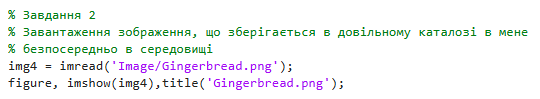 % Завдання 2
% Завантаження зображення, що зберігається в довільному каталозі в мене
% безпосередньо в середовищі
img4 = imread('Image/Gingerbread.png');
figure, imshow(img4),title('Gingerbread.png');